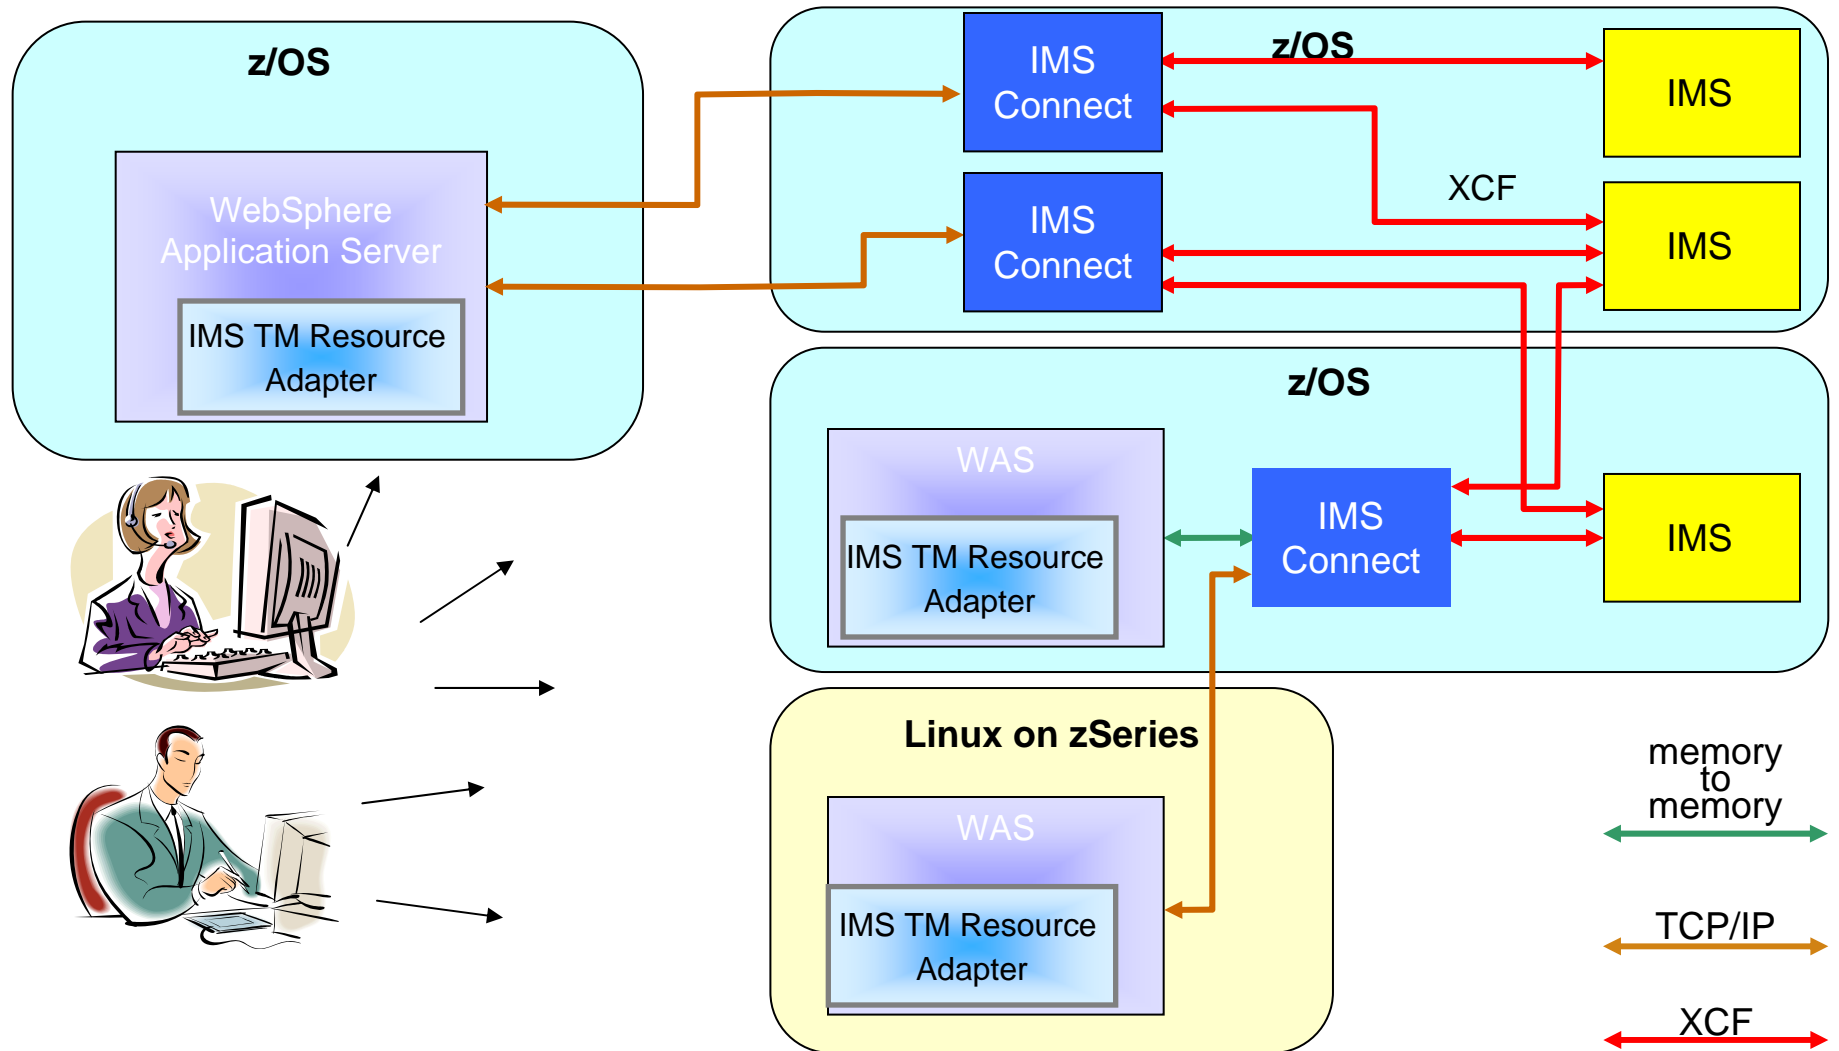 z/OS
WebSphere
Application Server
IMS TM Resource
Adapter
z/OS
IMS
Connect
IMS
IMS
Connect
XCF
IMS
z/OS
WAS
IMS TM Resource
Adapter
IMS
Connect
IMS
Linux on zSeries
WAS
IMS TM Resource
Adapter
memory
to
memory
TCP/IP
XCF